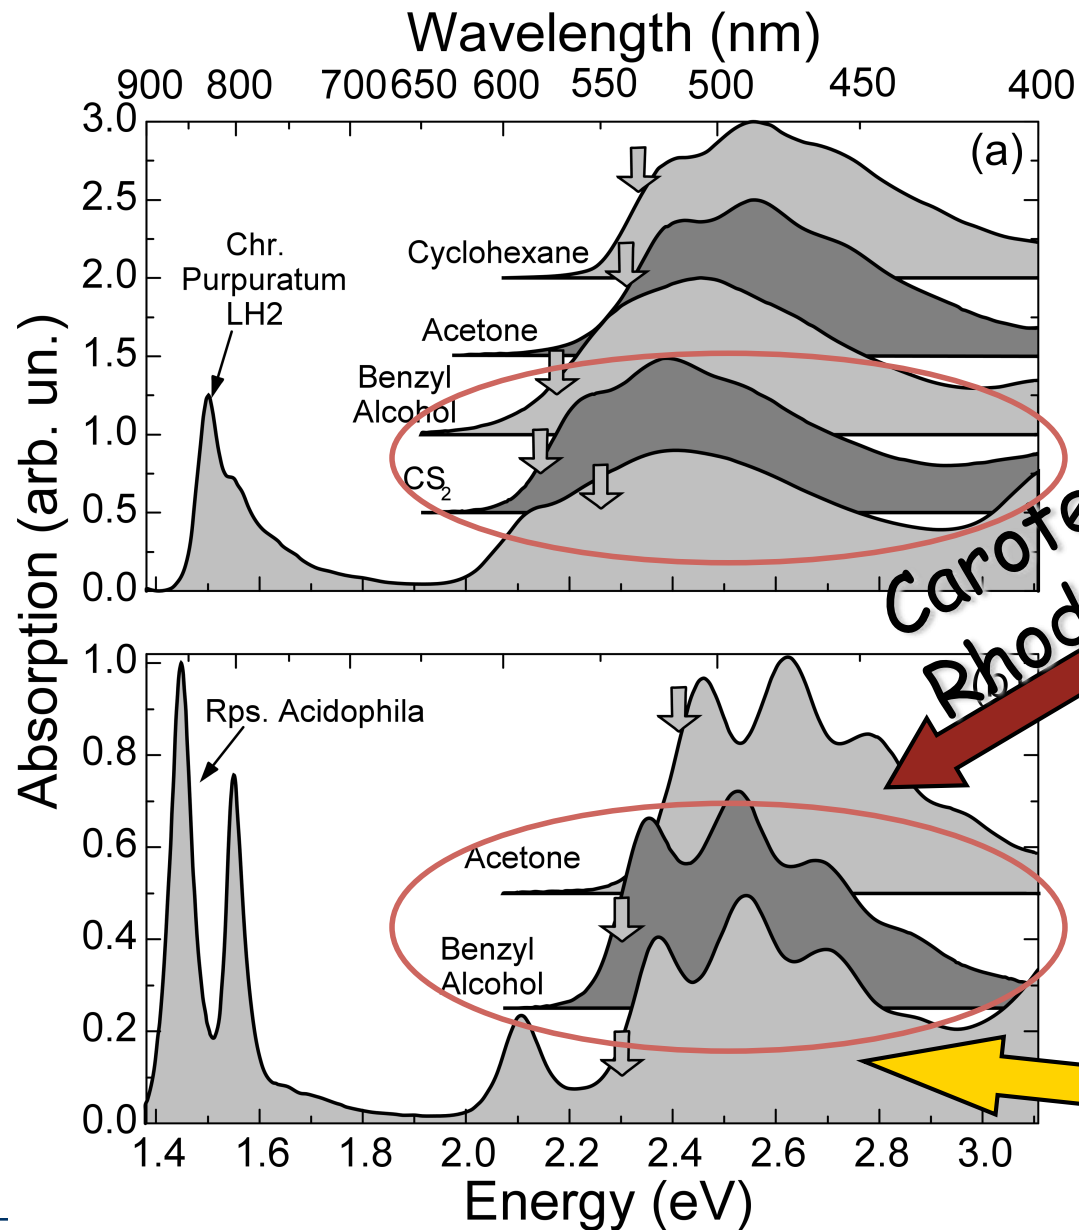 Wavelength (nm)
900 800 700 650 600 550 500 450 400
3.0
(a)
2.5
Chr.
Purpuratum
LH2
Cyclohexane
2.0
Acetone
1.5
Benzyl
Alcohol
1.0
CS2
0.5
0.0
Absorption (arb. un.)
1.0
Rps. Acidophila
0.8
0.6
Acetone
0.4
Benzyl
Alcohol
0.2
0.0
1.4 1.6 1.8 2.0 2.2 2.4 2.6 2.8 3.0
Energy (eV)